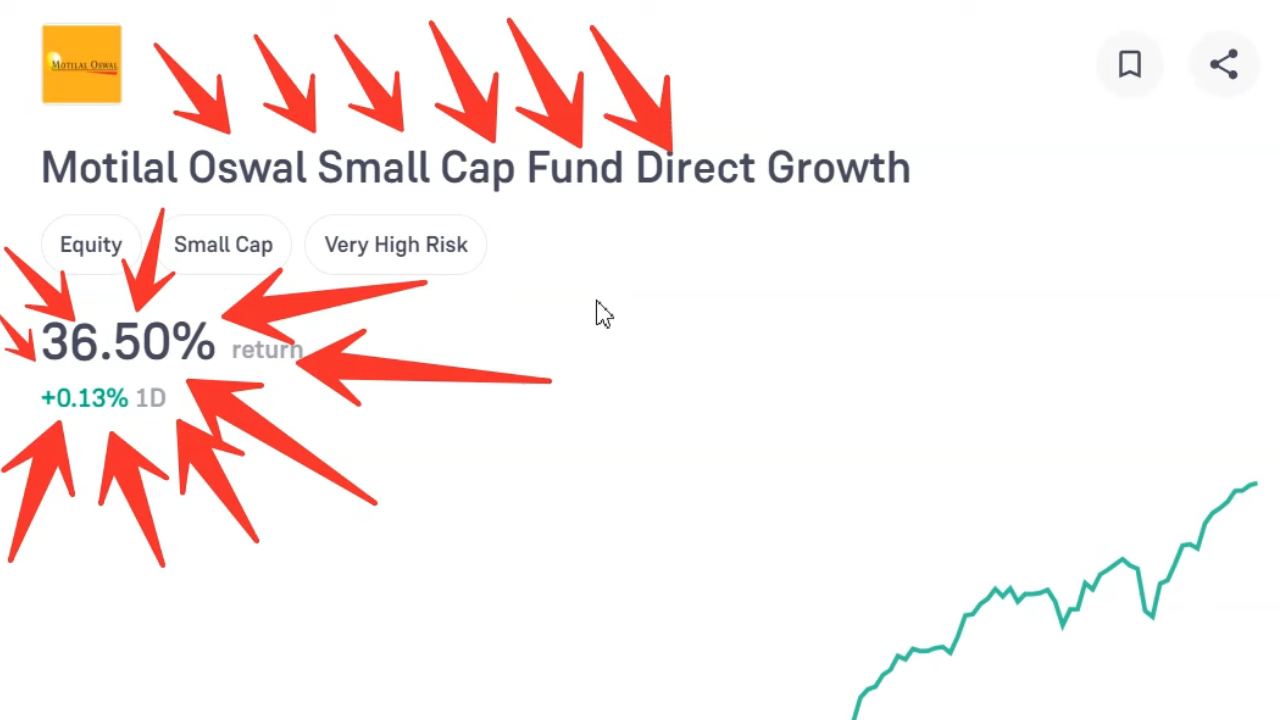 MOTILAL OSWAL
Motilal Oswal Small Cap Fund Direct Growth
Equity Small Cap Very High Risk
36.50% return
+0.13% 1D